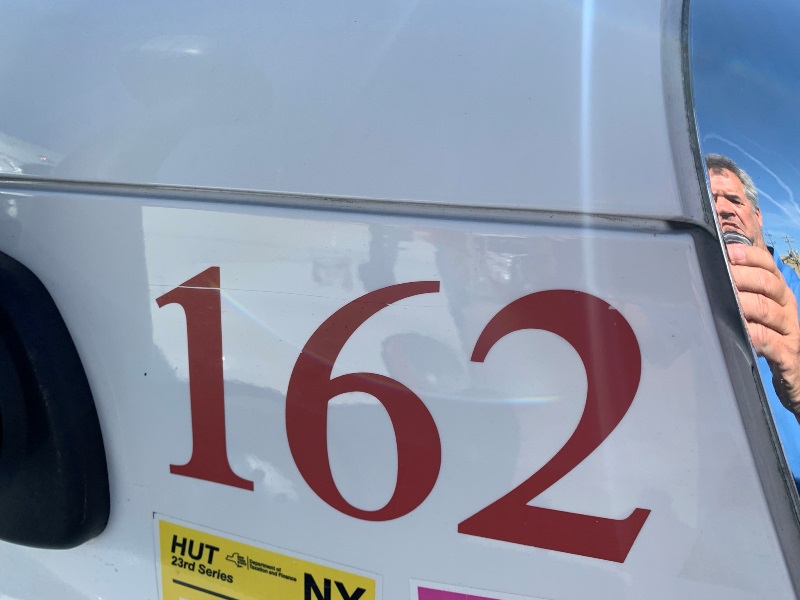 162
HUT
23rd Series
Department of
Taxation and Finance
NY